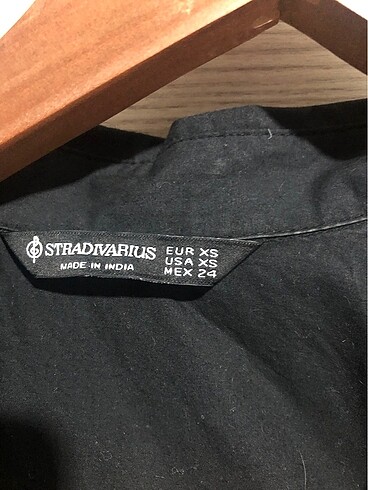 STRADIVARIUS
MADE IN INDIA
EUR XS
USA XS
MEX 24